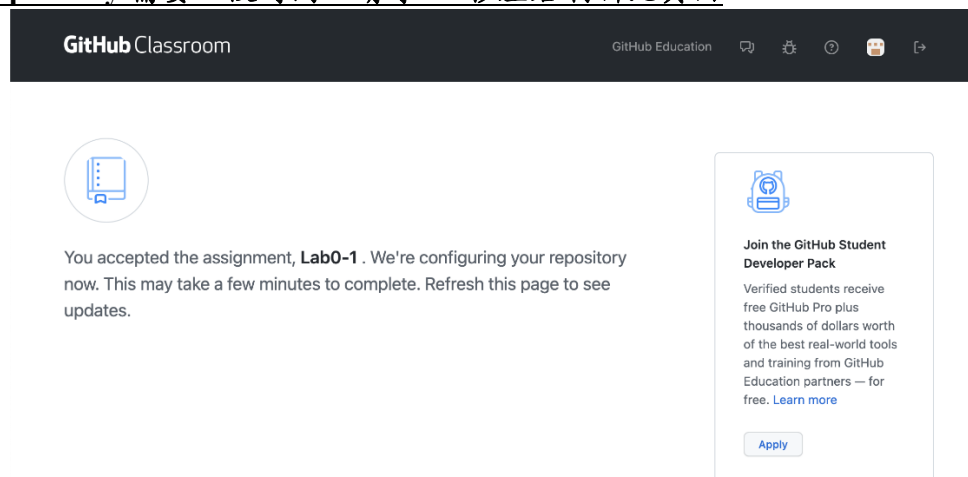 GitHub Classroom
GitHub Education
You accepted the assignment, Lab0-1 . We're configuring your repository
now. This may take a few minutes to complete. Refresh this page to see
updates.
Join the GitHub Student
Developer Pack
Verified students receive
free GitHub Pro plus
thousands of dollars worth
of the best real-world tools
and training from GitHub
Education partners — for
free. Learn more
Apply